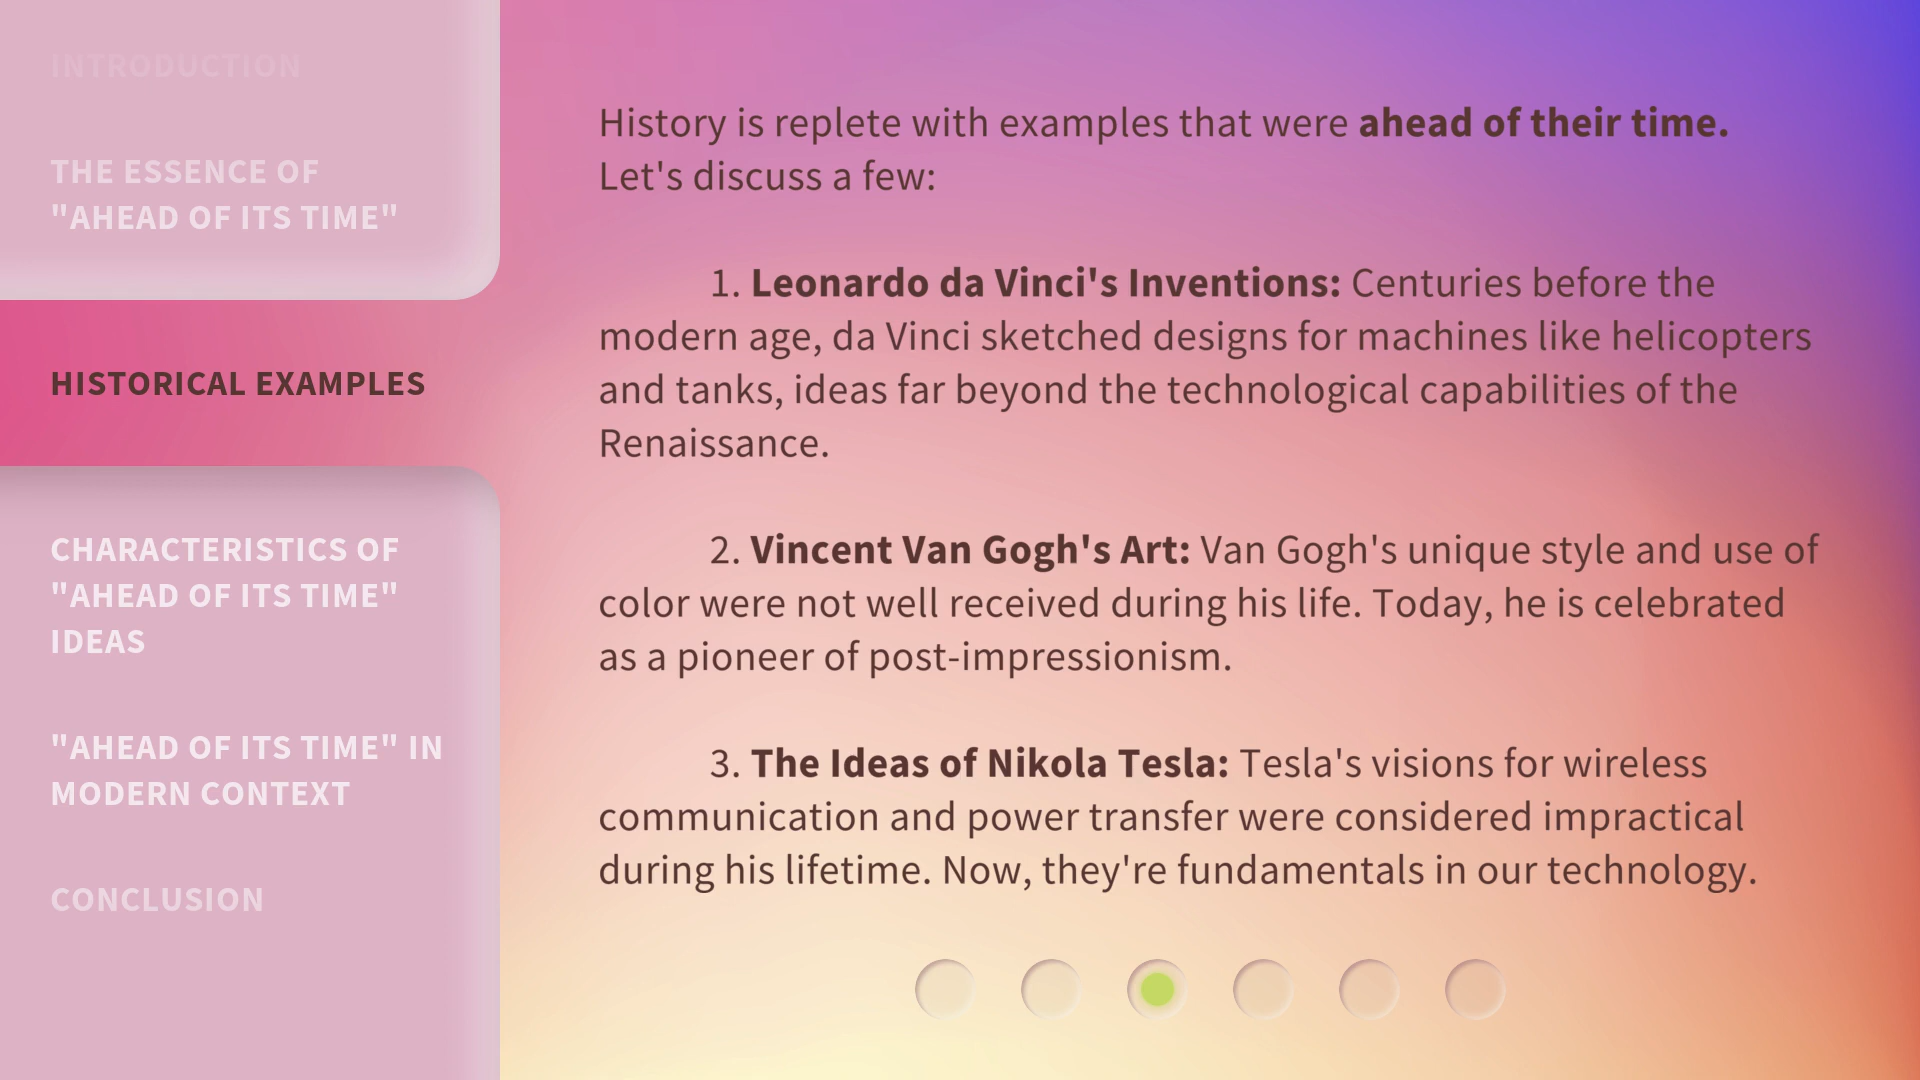 INTRODUCTION
THE ESSENCE OF
"AHEAD OF ITS TIME"
HISTORICAL EXAMPLES
CHARACTERISTICS OF
"AHEAD OF ITS TIME"
IDEAS
"AHEAD OF ITS TIME" IN
MODERN CONTEXT
CONCLUSION
History is replete with examples that were ahead of their time.
Let's discuss a few:
1. Leonardo da Vinci's Inventions: Centuries before the
modern age, da Vinci sketched designs for machines like helicopters
and tanks, ideas far beyond the technological capabilities of the
Renaissance.
2. Vincent Van Gogh's Art: Van Gogh's unique style and use of
color were not well received during his life. Today, he is celebrated
as a pioneer of post-impressionism.
3. The Ideas of Nikola Tesla: Tesla's visions for wireless
communication and power transfer were considered impractical
during his lifetime. Now, they're fundamentals in our technology.